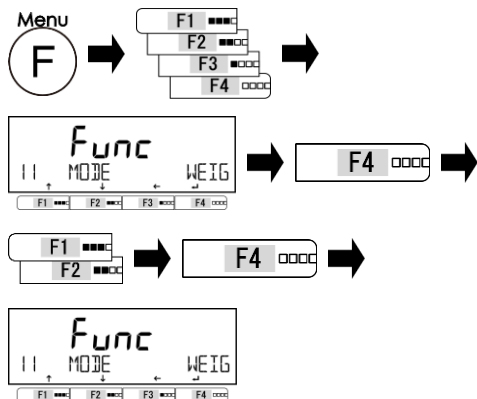 Menu
F
F1
F2
F3
F4
Func
11 MODE WEIG
↑ ↓ ← ↵
F1 F2 F3 F4
F4
F1
F2
F4
Func
11 MODE WEIG
↑ ↓ ← ↵
F1 F2 F3 F4